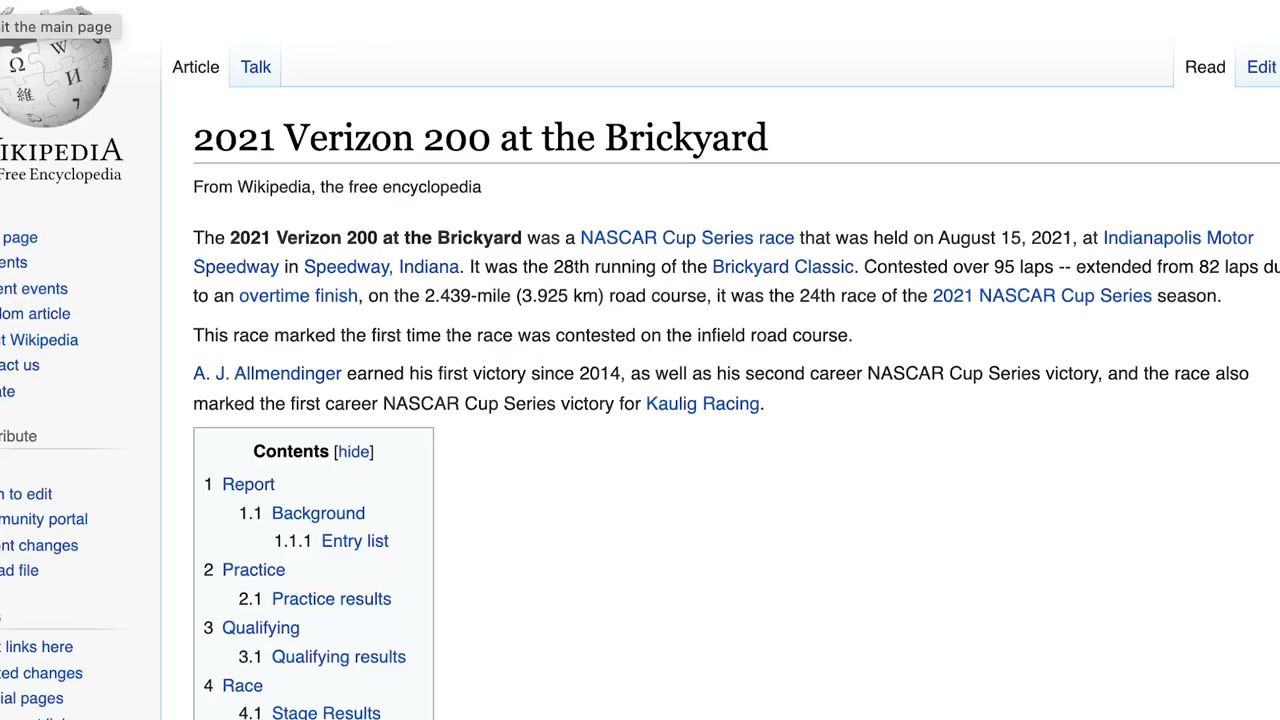 it the main page
Article
Talk
Read
Edit
Ω
W
И
維
7
IKIPEDIA
Free Encyclopedia
2021 Verizon 200 at the Brickyard
From Wikipedia, the free encyclopedia
The 2021 Verizon 200 at the Brickyard was a NASCAR Cup Series race that was held on August 15, 2021, at Indianapolis Motor
Speedway in Speedway, Indiana. It was the 28th running of the Brickyard Classic. Contested over 95 laps -- extended from 82 laps du
to an overtime finish, on the 2.439-mile (3.925 km) road course, it was the 24th race of the 2021 NASCAR Cup Series season.
This race marked the first time the race was contested on the infield road course.
A. J. Allmendinger earned his first victory since 2014, as well as his second career NASCAR Cup Series victory, and the race also
marked the first career NASCAR Cup Series victory for Kaulig Racing.
Contents [hide]
1 Report
1.1 Background
1.1.1 Entry list
2 Practice
2.1 Practice results
3 Qualifying
3.1 Qualifying results
4 Race
4.1 Stage Results
page
ents
ent events
lom article
t Wikipedia
act us
ate
ribute
n to edit
munity portal
nt changes
ad file
s
links here
ted changes
ial pages